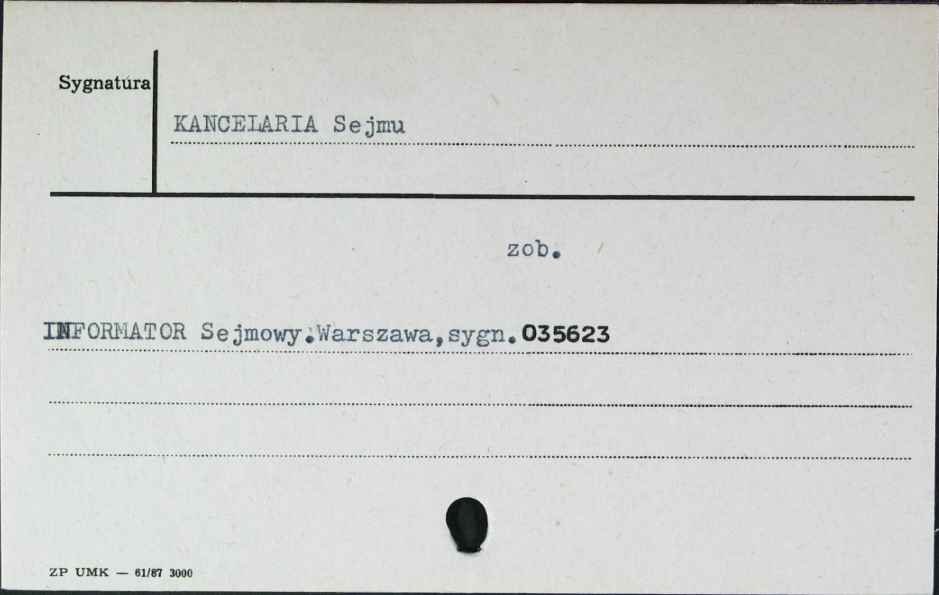 Sygnatura
KANCELARIA Sejmu
zob.
INFORMATOR Sejmowy.Warszawa,sygn.035623
ZP UMK — 61/87 3000